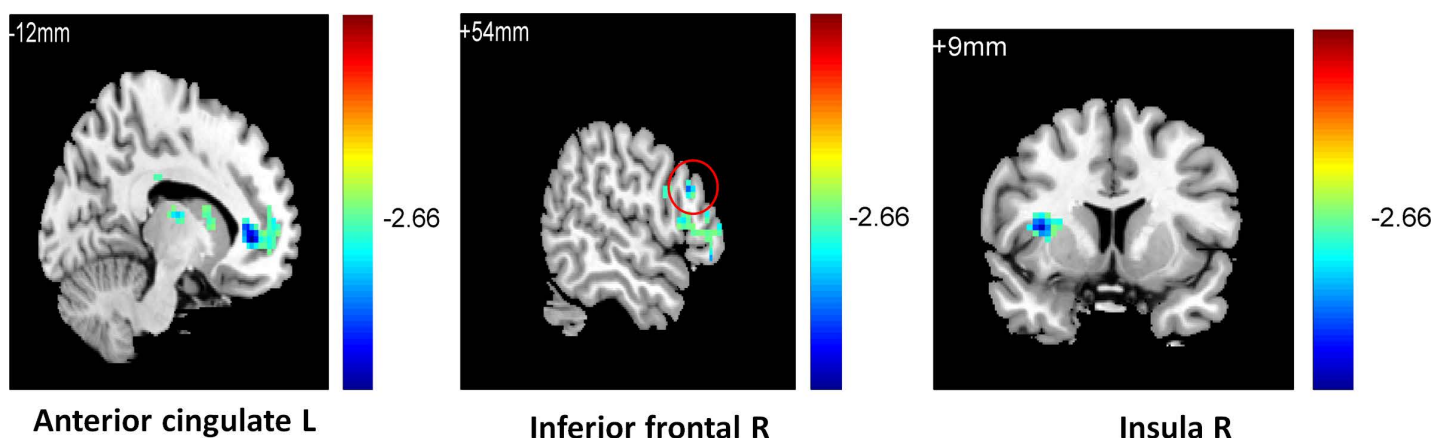 -12mm
-2.66
Anterior cingulate L
+54mm
-2.66
Inferior frontal R
+9mm
-2.66
Insula R